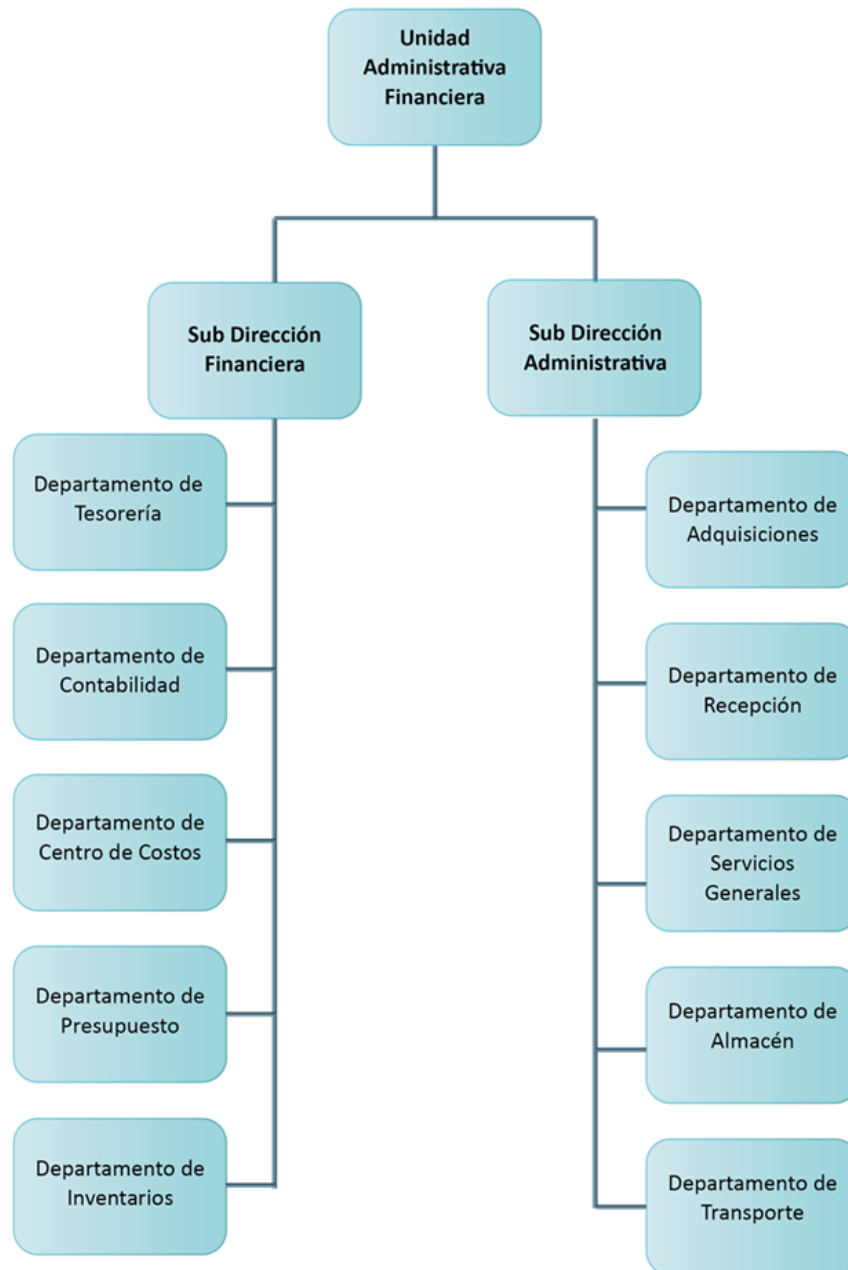 Unidad
Administrativa
Financiera
Sub Dirección
Financiera
Sub Dirección
Administrativa
Departamento de
Tesorería
Departamento de
Contabilidad
Departamento de
Centro de Costos
Departamento de
Presupuesto
Departamento de
Inventarios
Departamento de
Adquisiciones
Departamento de
Recepción
Departamento de
Servicios
Generales
Departamento de
Almacén
Departamento de
Transporte